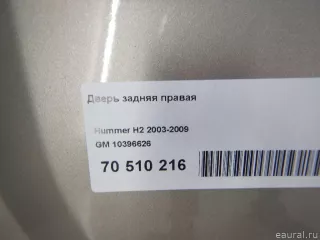 Дверь задняя правая
Hummer H2 2003-2009
GM 10396626
70 510 216
eaural.ru